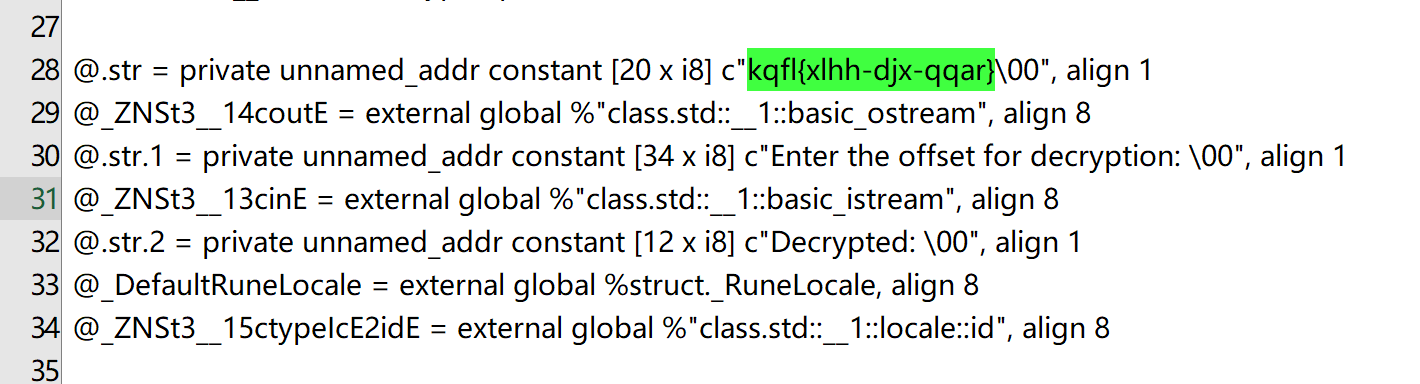 27
28 @.str = private unnamed_addr constant [20 x i8] c"kqfl{xlhh-djx-qqar}\00", align 1
29 @_ZNSt3__14coutE = external global %"class.std::__1::basic_ostream", align 8
30 @.str.1 = private unnamed_addr constant [34 x i8] c"Enter the offset for decryption: \00", align 1
31 @_ZNSt3__13cinE = external global %"class.std::__1::basic_istream", align 8
32 @.str.2 = private unnamed_addr constant [12 x i8] c"Decrypted: \00", align 1
33 @_DefaultRuneLocale = external global %struct._RuneLocale, align 8
34 @_ZNSt3__15ctypeIcE2idE = external global %"class.std::__1::locale::id", align 8
35